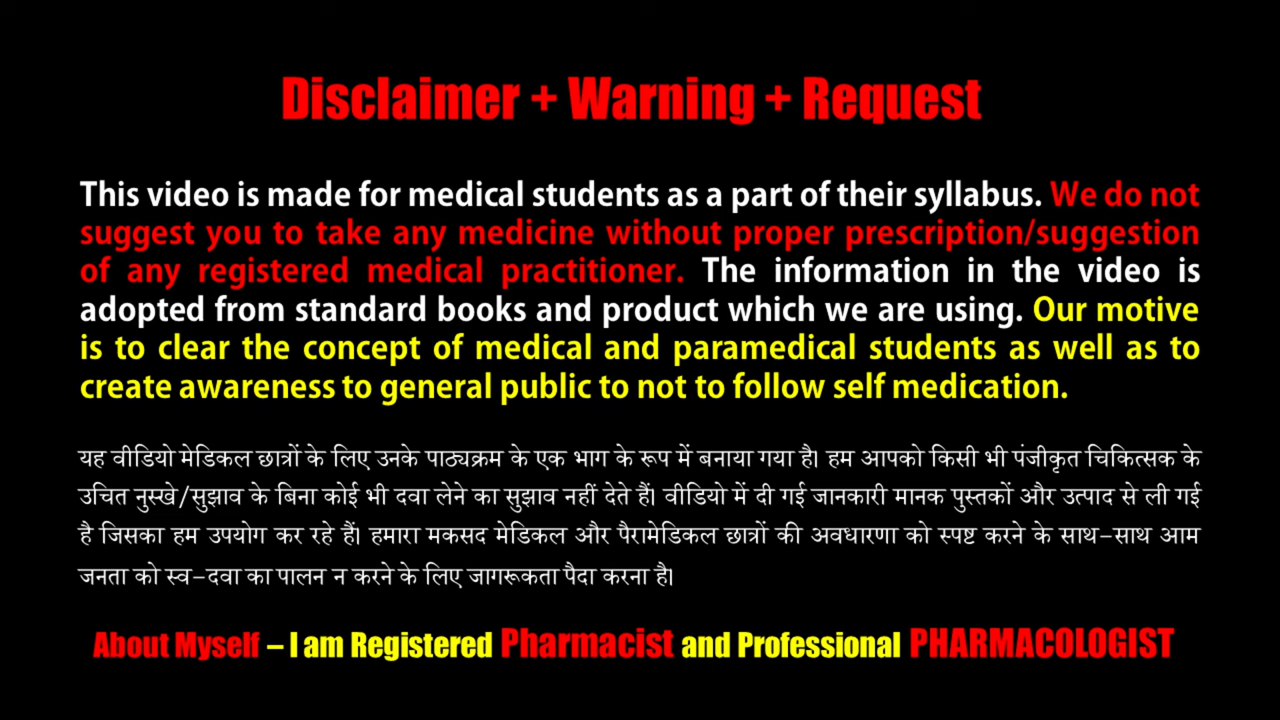 Disclaimer + Warning + Request
This video is made for medical students as a part of their syllabus. We do not
suggest you to take any medicine without proper prescription/suggestion
of any registered medical practitioner. The information in the video is
adopted from standard books and product which we are using. Our motive
is to clear the concept of medical and paramedical students as well as to
create awareness to general public to not to follow self medication.
यह वीडियो मेडिकल छात्रों के लिए उनके पाठ्यक्रम के एक भाग के रूप में बनाया गया है। हम आपको किसी भी पंजीकृत चिकित्सक के
उचित नुस्खे/सुझाव के बिना कोई भी दवा लेने का सुझाव नहीं देते हैं। वीडियो में दी गई जानकारी मानक पुस्तकों और उत्पाद से ली गई
है जिसका हम उपयोग कर रहे हैं। हमारा मकसद मेडिकल और पैरामेडिकल छात्रों की अवधारणा को स्पष्ट करने के साथ-साथ आम
जनता को स्व-दवा का पालन न करने के लिए जागरूकता पैदा करना है।
About Myself – I am Registered Pharmacist and Professional PHARMACOLOGIST